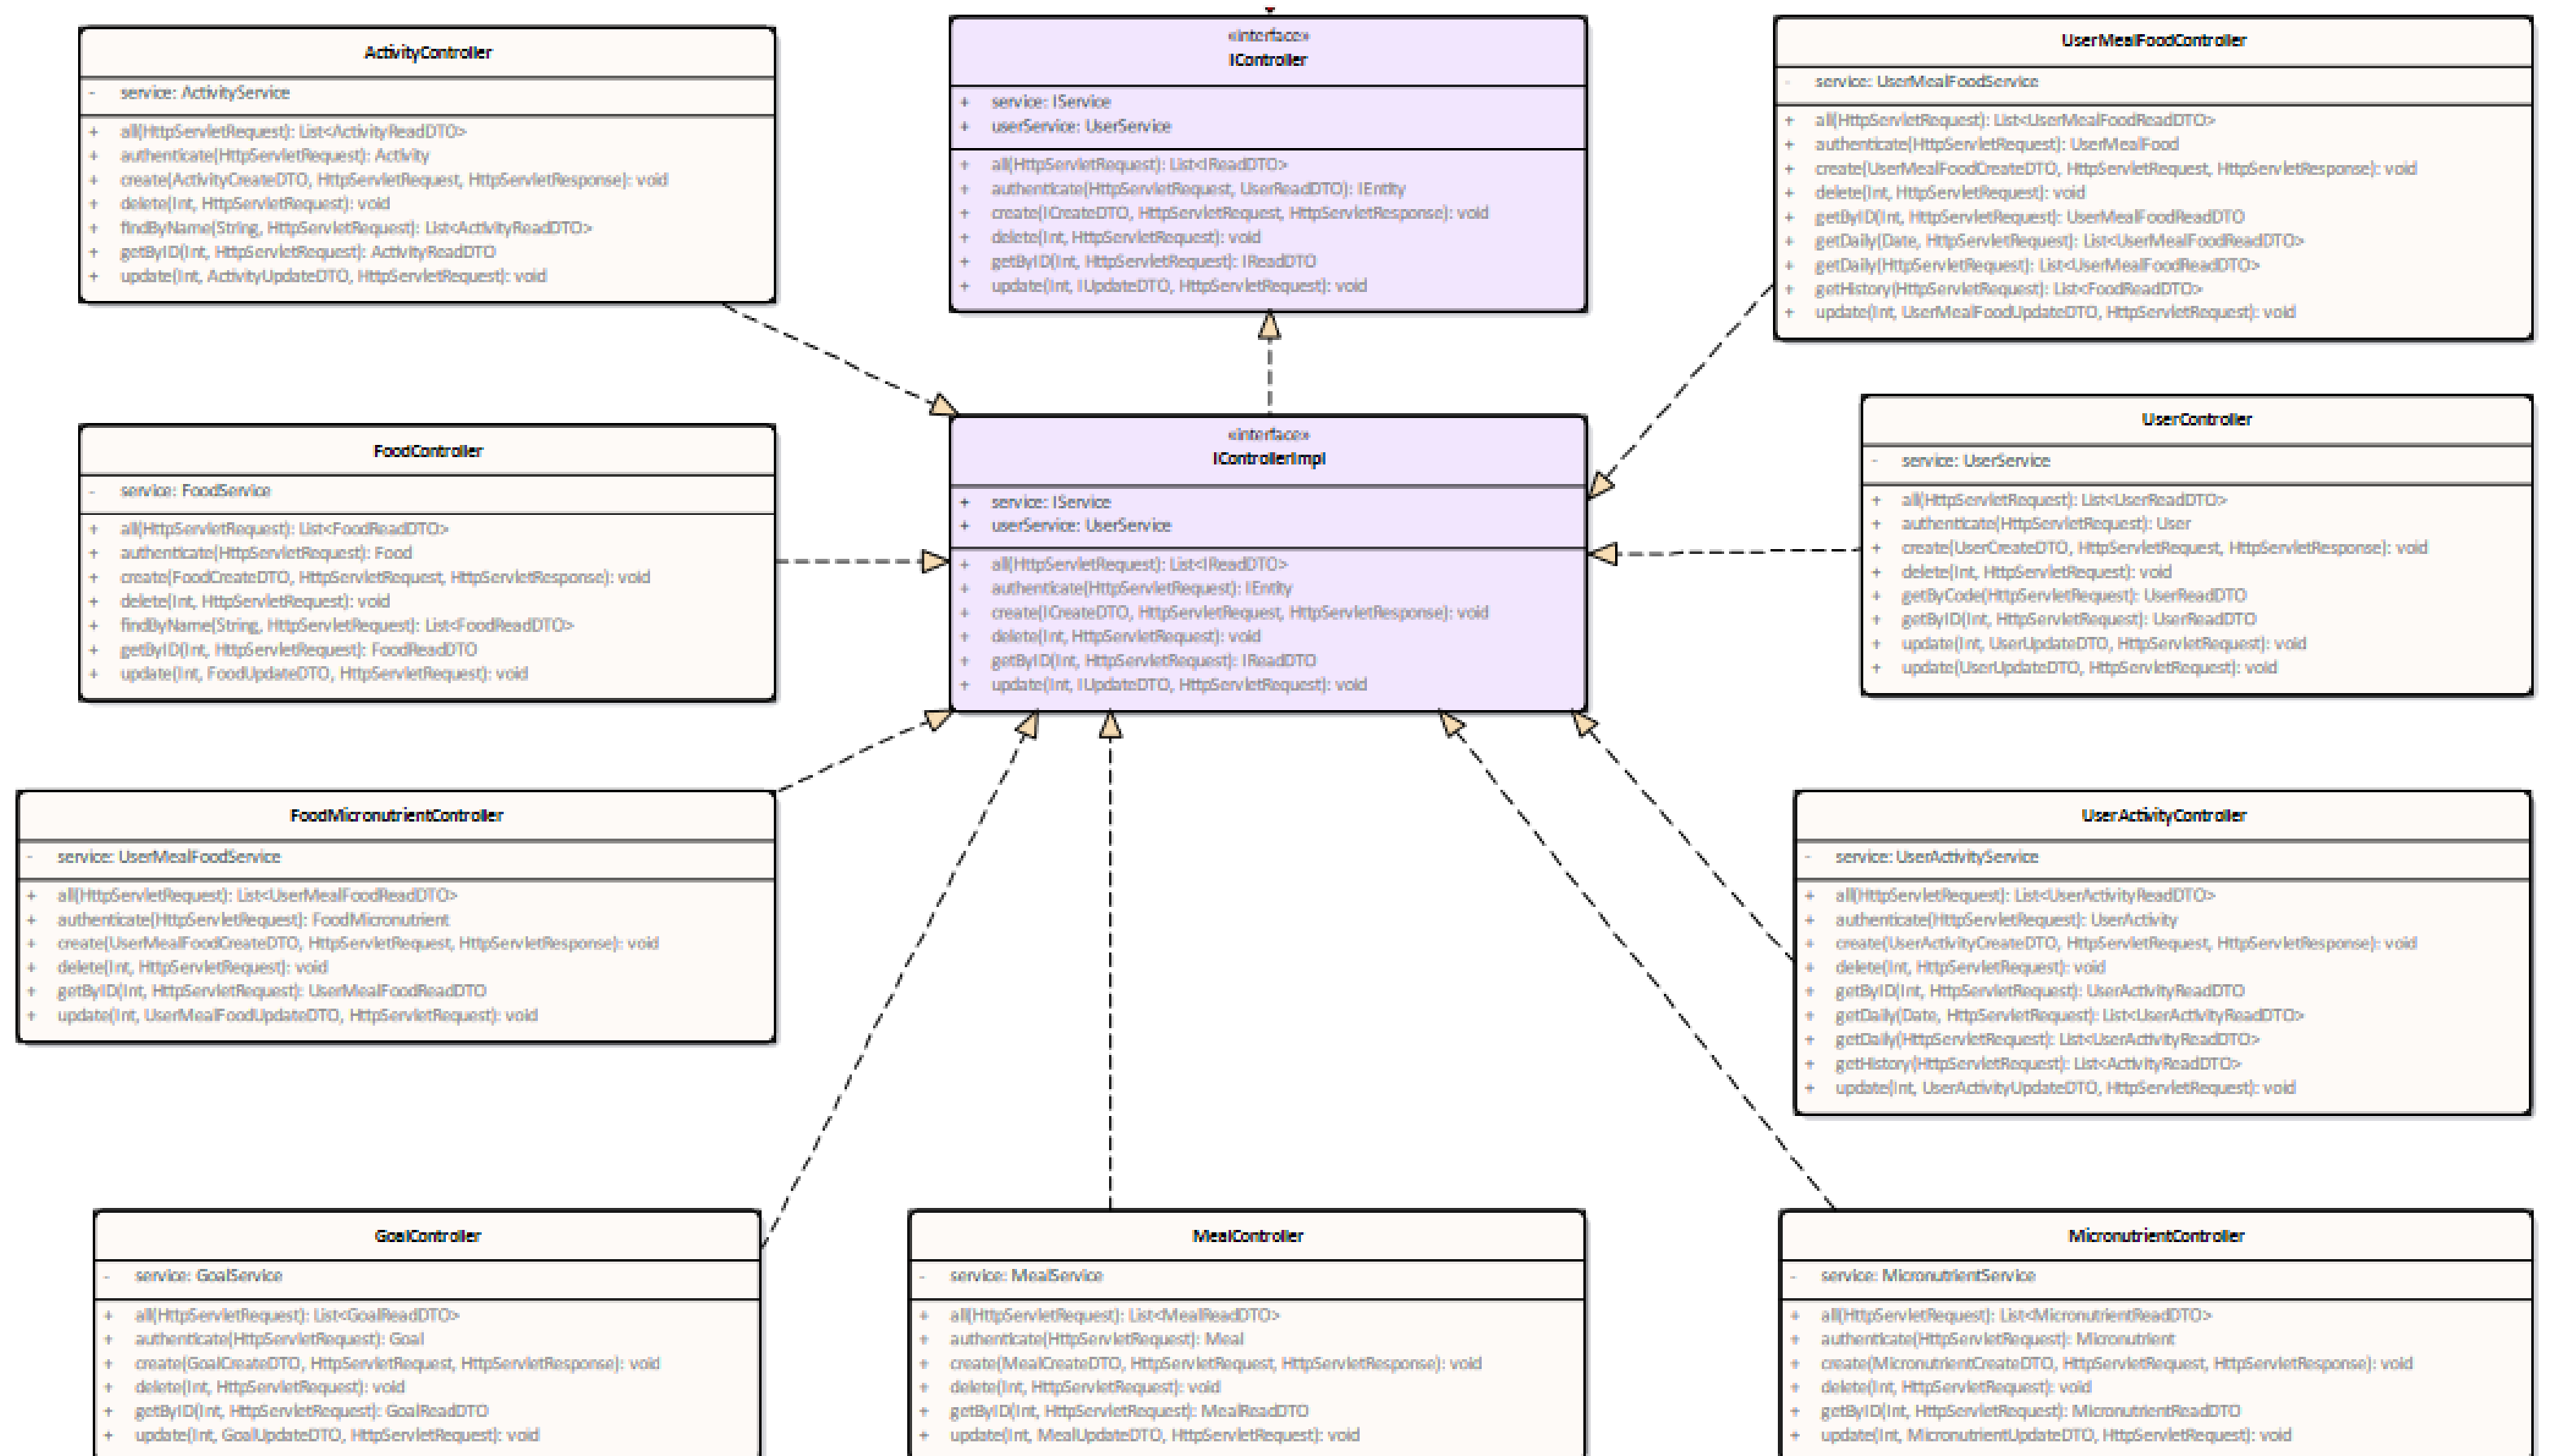 ActivityController
- service: ActivityService
+ all(HttpServletRequest): List<ActivityReadDTO>
+ authenticate(HttpServletRequest): Activity
+ create(ActivityCreateDTO, HttpServletRequest, HttpServletResponse): void
+ delete(Int, HttpServletRequest): void
+ findByName(String, HttpServletRequest): List<ActivityReadDTO>
+ getByID(Int, HttpServletRequest): ActivityReadDTO
+ update(Int, ActivityUpdateDTO, HttpServletRequest): void
«interface»
IController
+ service: IService
+ userService: UserService
+ all(HttpServletRequest): List<IReadDTO>
+ authenticate(HttpServletRequest, UserReadDTO): IEntity
+ create(ICreateDTO, HttpServletRequest, HttpServletResponse): void
+ delete(Int, HttpServletRequest): void
+ getByID(Int, HttpServletRequest): IReadDTO
+ update(Int, IUpdateDTO, HttpServletRequest): void
UserMealFoodController
- service: UserMealFoodService
+ all(HttpServletRequest): List<UserMealFoodReadDTO>
+ authenticate(HttpServletRequest): UserMealFood
+ create(UserMealFoodCreateDTO, HttpServletRequest, HttpServletResponse): void
+ delete(Int, HttpServletRequest): void
+ getByID(Int, HttpServletRequest): UserMealFoodReadDTO
+ getDaily(Date, HttpServletRequest): List<UserMealFoodReadDTO>
+ getDaily(HttpServletRequest): List<UserMealFoodReadDTO>
+ getHistory(HttpServletRequest): List<FoodReadDTO>
+ update(Int, UserMealFoodUpdateDTO, HttpServletRequest): void
FoodController
- service: FoodService
+ all(HttpServletRequest): List<FoodReadDTO>
+ authenticate(HttpServletRequest): Food
+ create(FoodCreateDTO, HttpServletRequest, HttpServletResponse): void
+ delete(Int, HttpServletRequest): void
+ findByName(String, HttpServletRequest): List<FoodReadDTO>
+ getByID(Int, HttpServletRequest): FoodReadDTO
+ update(Int, FoodUpdateDTO, HttpServletRequest): void
«interface»
IControllerImpl
+ service: IService
+ userService: UserService
+ all(HttpServletRequest): List<IReadDTO>
+ authenticate(HttpServletRequest): IEntity
+ create(ICreateDTO, HttpServletRequest, HttpServletResponse): void
+ delete(Int, HttpServletRequest): void
+ getByID(Int, HttpServletRequest): IReadDTO
+ update(Int, IUpdateDTO, HttpServletRequest): void
UserController
- service: UserService
+ all(HttpServletRequest): List<UserReadDTO>
+ authenticate(HttpServletRequest): User
+ create(UserCreateDTO, HttpServletRequest, HttpServletResponse): void
+ delete(Int, HttpServletRequest): void
+ getByCode(HttpServletRequest): UserReadDTO
+ getByID(Int, HttpServletRequest): UserReadDTO
+ update(Int, UserUpdateDTO, HttpServletRequest): void
+ update(UserUpdateDTO, HttpServletRequest): void
FoodMicronutrientController
- service: UserMealFoodService
+ all(HttpServletRequest): List<UserMealFoodReadDTO>
+ authenticate(HttpServletRequest): FoodMicronutrient
+ create(UserMealFoodCreateDTO, HttpServletRequest, HttpServletResponse): void
+ delete(Int, HttpServletRequest): void
+ getByID(Int, HttpServletRequest): UserMealFoodReadDTO
+ update(Int, UserMealFoodUpdateDTO, HttpServletRequest): void
UserActivityController
- service: UserActivityService
+ all(HttpServletRequest): List<UserActivityReadDTO>
+ authenticate(HttpServletRequest): UserActivity
+ create(UserActivityCreateDTO, HttpServletRequest, HttpServletResponse): void
+ delete(Int, HttpServletRequest): void
+ getByID(Int, HttpServletRequest): UserActivityReadDTO
+ getDaily(Date, HttpServletRequest): List<UserActivityReadDTO>
+ getDaily(HttpServletRequest): List<UserActivityReadDTO>
+ getHistory(HttpServletRequest): List<ActivityReadDTO>
+ update(Int, UserActivityUpdateDTO, HttpServletRequest): void
GoalController
- service: GoalService
+ all(HttpServletRequest): List<GoalReadDTO>
+ authenticate(HttpServletRequest): Goal
+ create(GoalCreateDTO, HttpServletRequest, HttpServletResponse): void
+ delete(Int, HttpServletRequest): void
+ getByID(Int, HttpServletRequest): GoalReadDTO
+ update(Int, GoalUpdateDTO, HttpServletRequest): void
MealController
- service: MealService
+ all(HttpServletRequest): List<MealReadDTO>
+ authenticate(HttpServletRequest): Meal
+ create(MealCreateDTO, HttpServletRequest, HttpServletResponse): void
+ delete(Int, HttpServletRequest): void
+ getByID(Int, HttpServletRequest): MealReadDTO
+ update(Int, MealUpdateDTO, HttpServletRequest): void
MicronutrientController
- service: MicronutrientService
+ all(HttpServletRequest): List<MicronutrientReadDTO>
+ authenticate(HttpServletRequest): Micronutrient
+ create(MicronutrientCreateDTO, HttpServletRequest, HttpServletResponse): void
+ delete(Int, HttpServletRequest): void
+ getByID(Int, HttpServletRequest): MicronutrientReadDTO
+ update(Int, MicronutrientUpdateDTO, HttpServletRequest): void